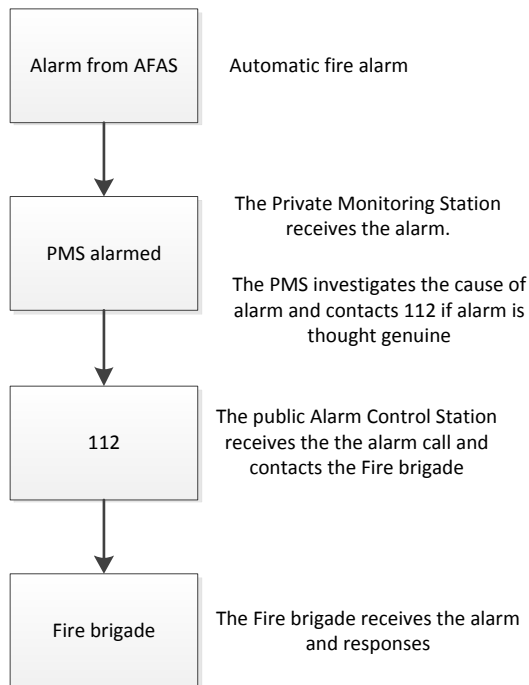 Alarm from AFAS
Automatic fire alarm
PMS alarmed
The Private Monitoring Station
receives the alarm.
The PMS investigates the cause of
alarm and contacts 112 if alarm is
thought genuine
112
The public Alarm Control Station
receives the the alarm call and
contacts the Fire brigade
Fire brigade
The Fire brigade receives the alarm
and responses